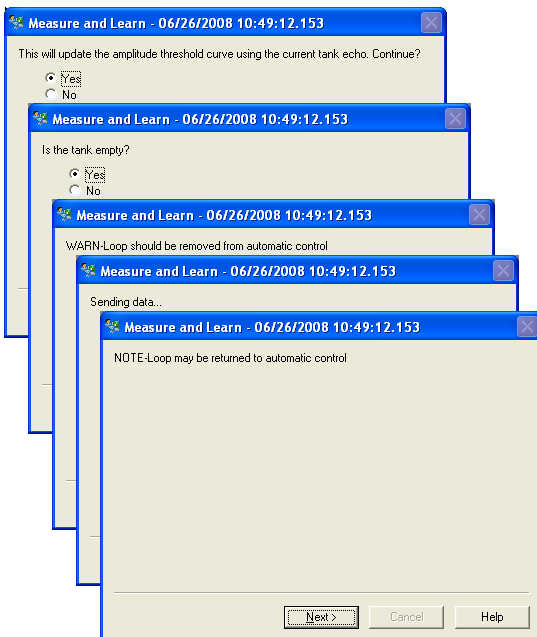 Measure and Learn - 06/26/2008 10:49:12.153
This will update the amplitude threshold curve using the current tank echo. Continue?
Yes
No
Measure and Learn - 06/26/2008 10:49:12.153
Is the tank empty?
Yes
No
Measure and Learn - 06/26/2008 10:49:12.153
WARN-Loop should be removed from automatic control
Measure and Learn - 06/26/2008 10:49:12.153
Sending data...
Measure and Learn - 06/26/2008 10:49:12.153
NOTE-Loop may be returned to automatic control
Next > Cancel Help